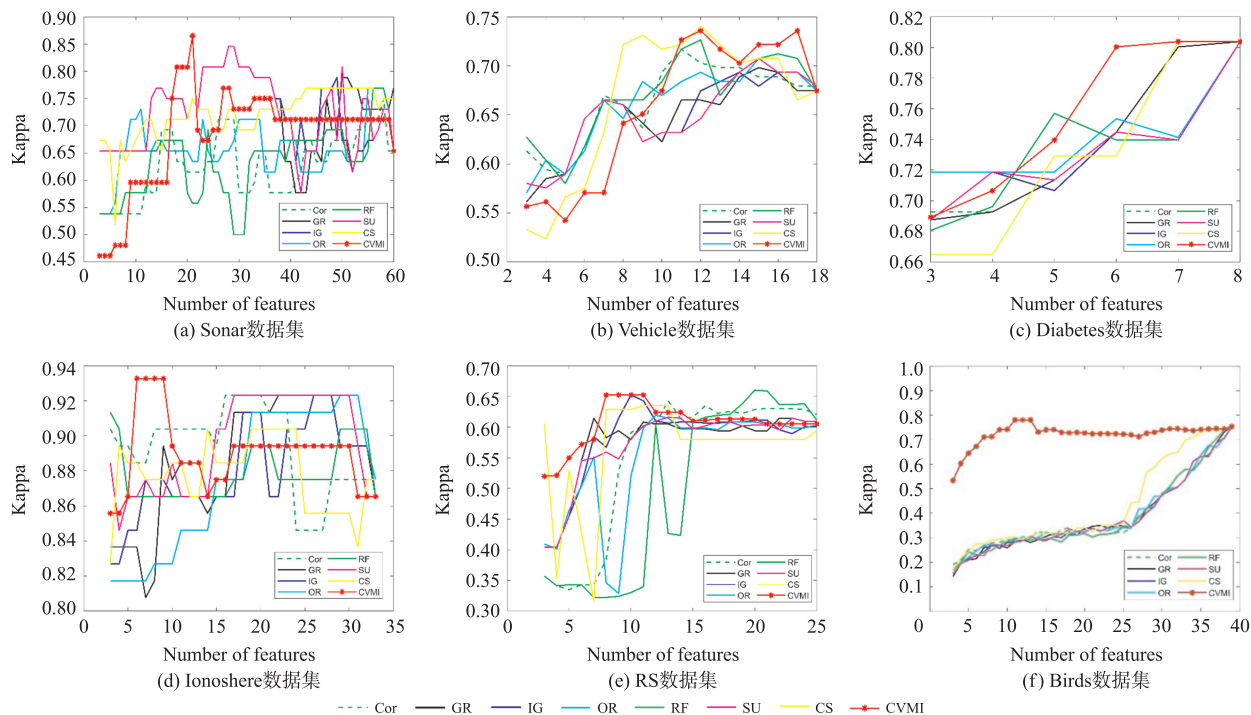 0.90
0.85
0.80
0.75
0.70
0.65
0.60
0.55
0.50
0.45
Kappa
0 10 20 30 40 50 60
Cor RF
GR SU
IG CS
OR CVMI
Number of features
(a) Sonar数据集
0.75
0.70
0.65
0.60
0.55
0.50
Kappa
2 4 6 8 10 12 14 16 18
Cor RF
GR SU
IG CS
OR CVMI
Number of features
(b) Vehicle数据集
0.82
0.80
0.78
0.76
0.74
0.72
0.70
0.68
0.66
Kappa
3 4 5 6 7 8
Cor RF
GR SU
IG CS
OR CVMI
Number of features
(c) Diabetes数据集
0.94
0.92
0.90
0.88
0.86
0.84
0.82
0.80
Kappa
0 5 10 15 20 25 30 35
Cor RF
GR SU
IG CS
OR CVMI
Number of features
(d) Ionoshere数据集
0.70
0.65
0.60
0.55
0.50
0.45
0.40
0.35
0.30
Kappa
0 5 10 15 20 25
Cor RF
GR SU
IG CS
OR CVMI
Number of features
(e) RS数据集
1.0
0.9
0.8
0.7
0.6
0.5
0.4
0.3
0.2
0.1
Kappa
0 5 10 15 20 25 30 35 40
Cor RF
GR SU
IG CS
OR CVMI
Number of features
(f) Birds数据集
Cor GR IG OR RF SU CS CVMI